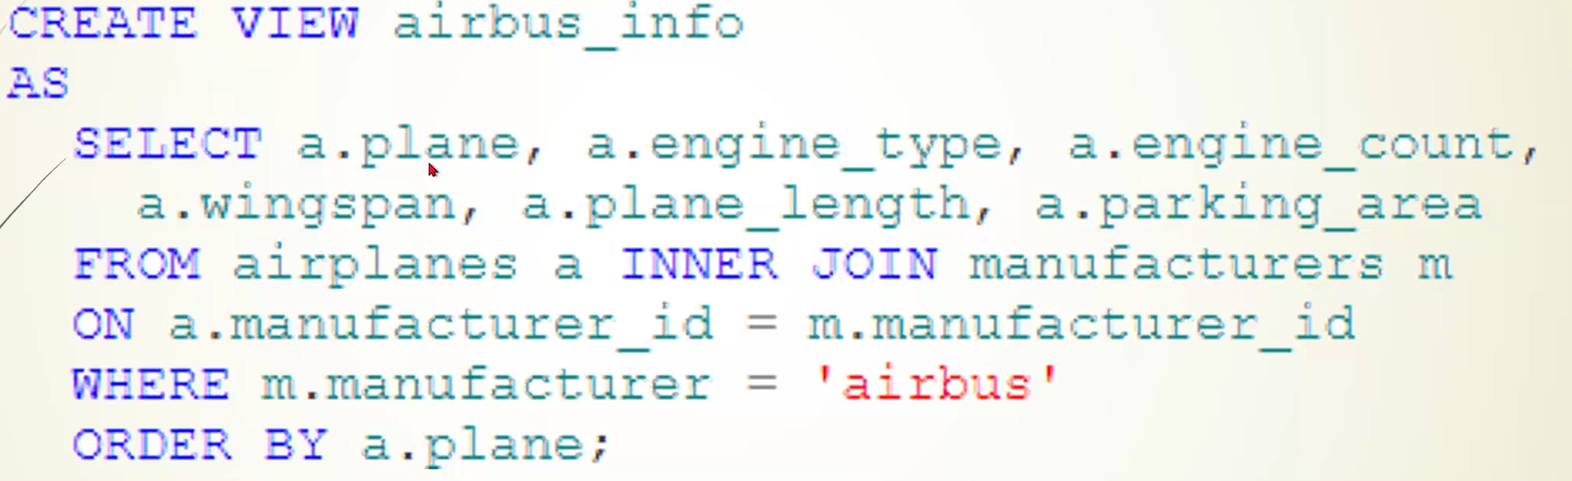 CREATE VIEW airbus_info
AS
SELECT a.plane, a.engine_type, a.engine_count,
a.wingspan, a.plane_length, a.parking_area
FROM airplanes a INNER JOIN manufacturers m
ON a.manufacturer_id = m.manufacturer_id
WHERE m.manufacturer = 'airbus'
ORDER BY a.plane;